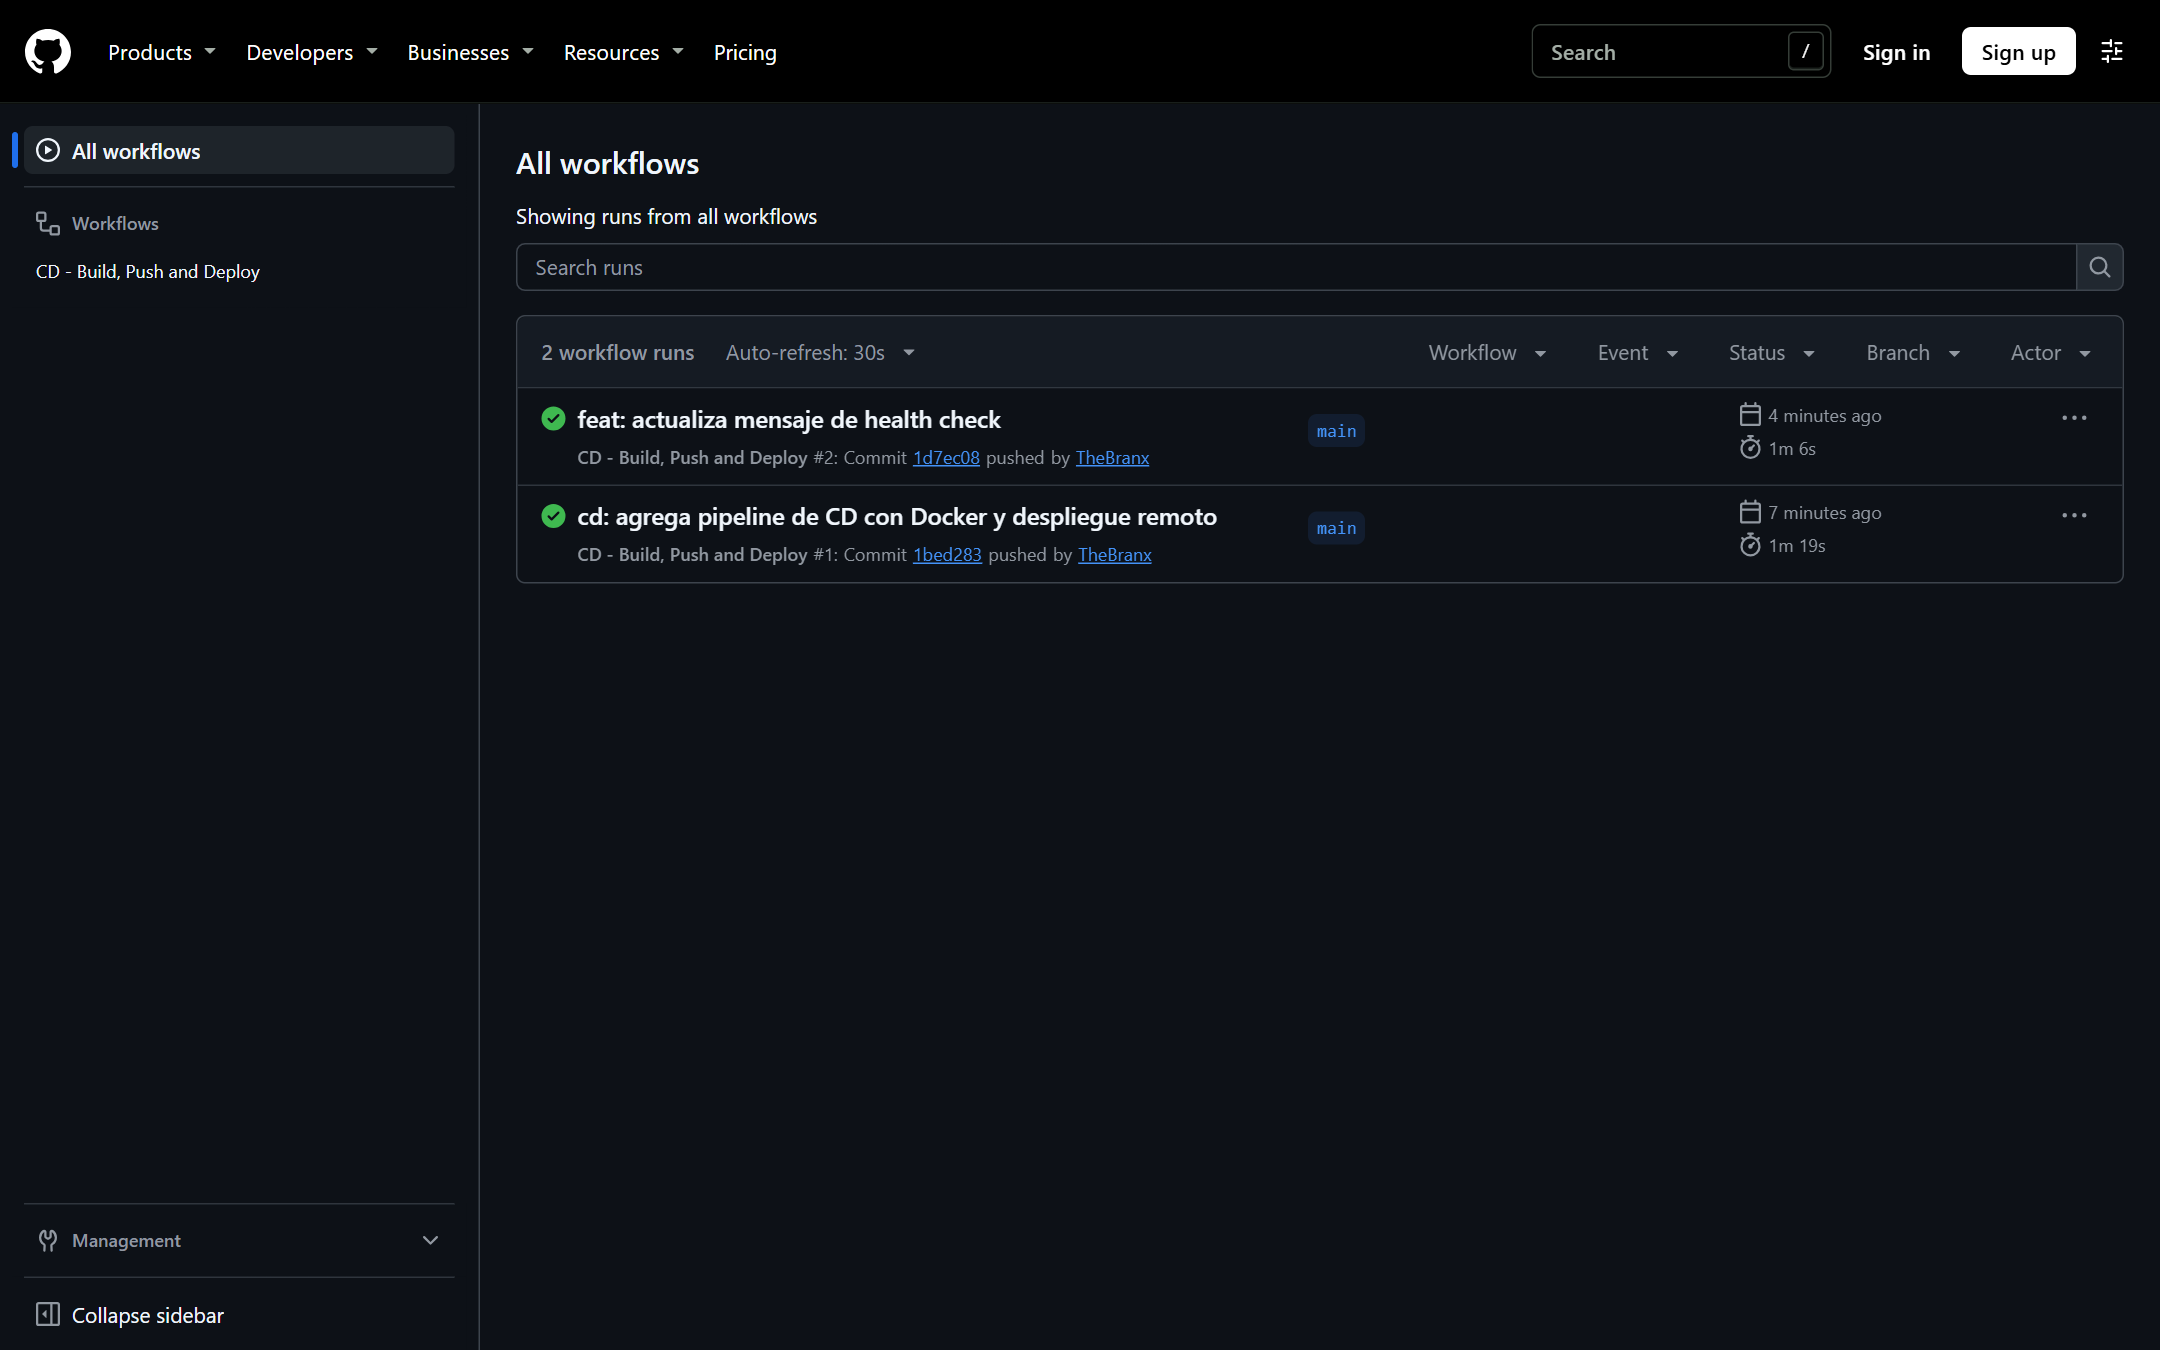 Products Developers Businesses Resources Pricing Search / Sign in Sign up
All workflows
Workflows
CD - Build, Push and Deploy
Management
Collapse sidebar
All workflows
Showing runs from all workflows
Search runs
2 workflow runs Auto-refresh: 30s Workflow Event Status Branch Actor
feat: actualiza mensaje de health check main 4 minutes ago
CD - Build, Push and Deploy #2: Commit 1d7ec08 pushed by TheBranx 1m 6s
cd: agrega pipeline de CD con Docker y despliegue remoto main 7 minutes ago
CD - Build, Push and Deploy #1: Commit 1bed283 pushed by TheBranx 1m 19s